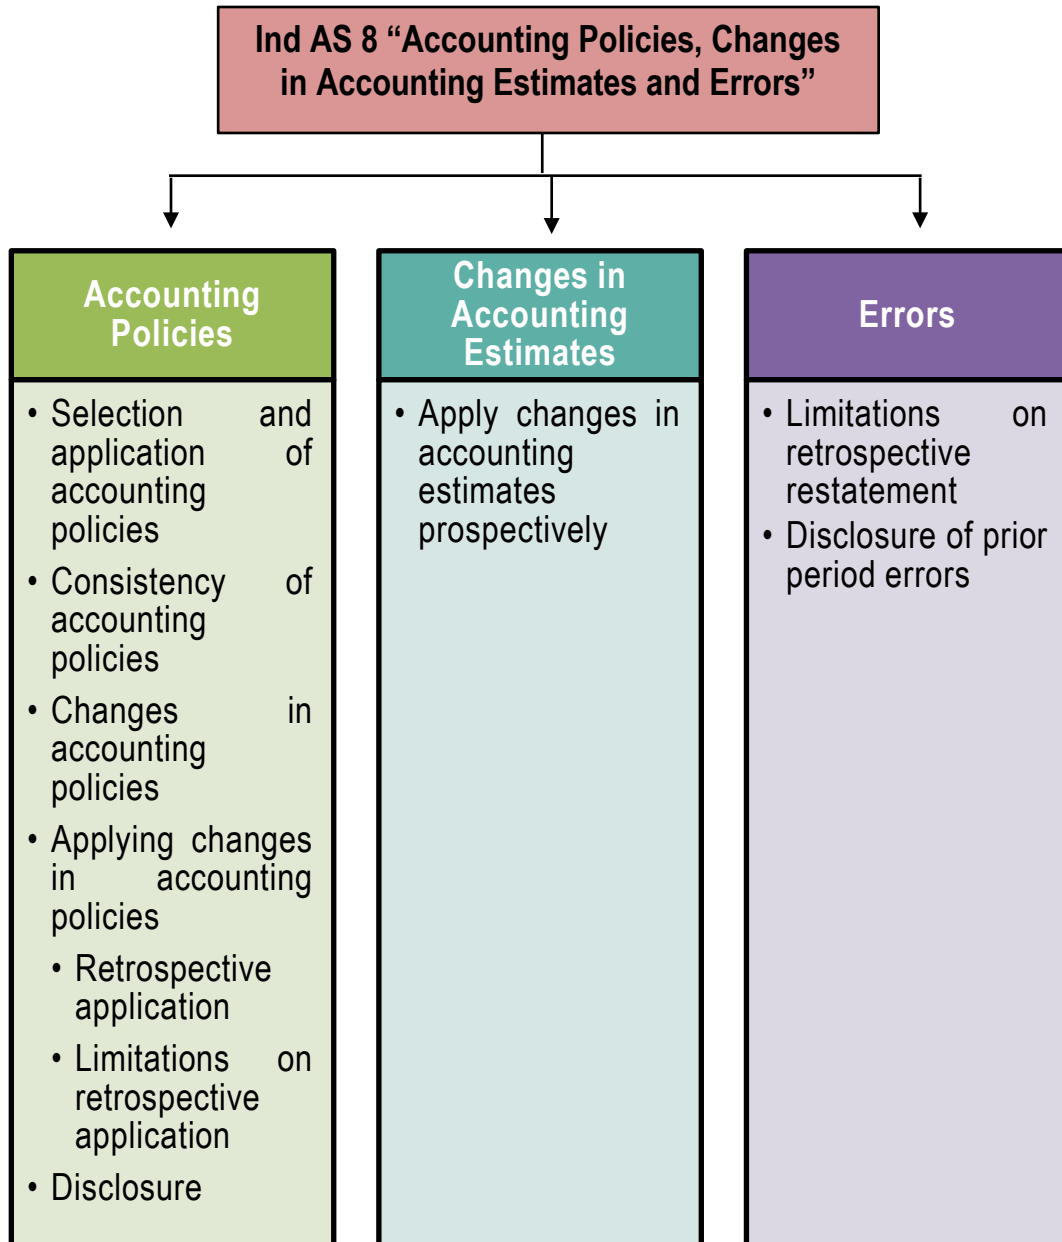 Ind AS 8 “Accounting Policies, Changes
in Accounting Estimates and Errors”
Accounting
Policies
• Selection and
application of
accounting
policies
• Consistency of
accounting
policies
• Changes in
accounting
policies
• Applying changes
in accounting
policies
• Retrospective
application
• Limitations on
retrospective
application
• Disclosure
Changes in
Accounting
Estimates
• Apply changes in
accounting
estimates
prospectively
Errors
• Limitations on
retrospective
restatement
• Disclosure of prior
period errors